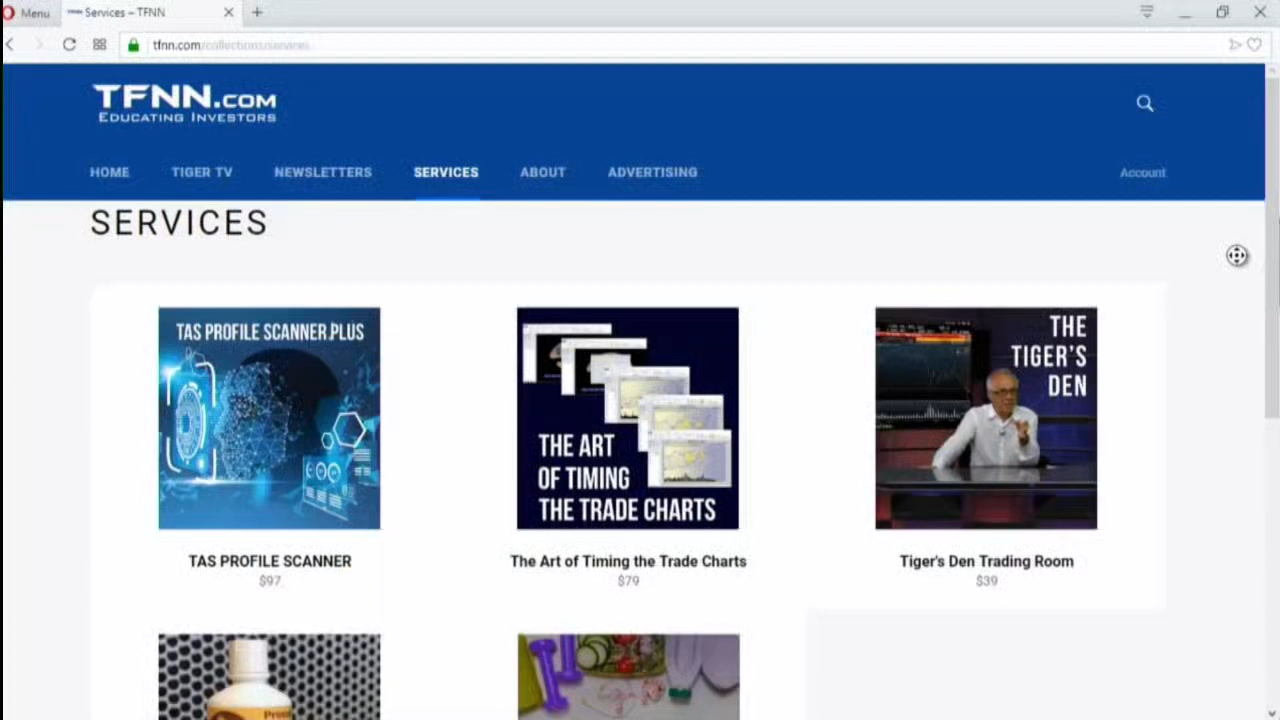 Menu
Services – TFNN
tfnn.com/collections/services
TFNN.COM
EDUCATING INVESTORS
HOME TIGER TV NEWSLETTERS SERVICES ABOUT ADVERTISING Account
SERVICES
TAS PROFILE SCANNER PLUS
THE ART
OF TIMING
THE TRADE CHARTS
THE
TIGER'S
DEN
TAS PROFILE SCANNER
$97
The Art of Timing the Trade Charts
$79
Tiger's Den Trading Room
$39